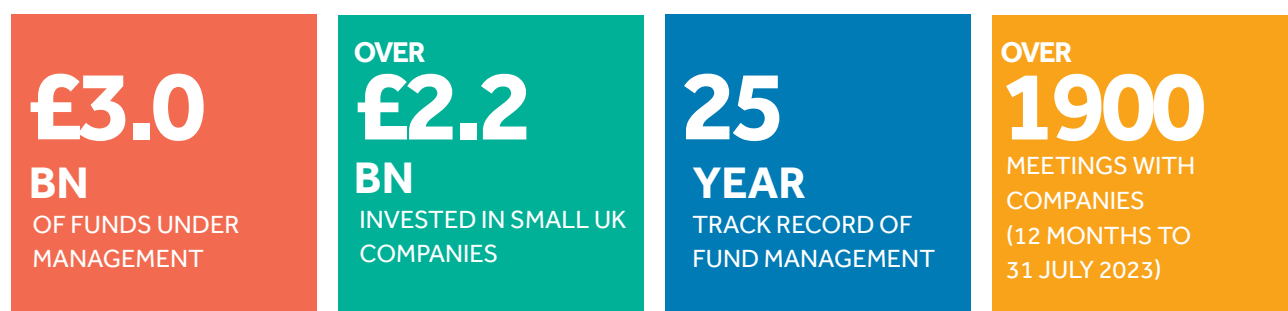 £3.0
BN
OF FUNDS UNDER
MANAGEMENT
OVER
£2.2
BN
INVESTED IN SMALL UK
COMPANIES
25
YEAR
TRACK RECORD OF
FUND MANAGEMENT
OVER
1900
MEETINGS WITH
COMPANIES
(12 MONTHS TO
31 JULY 2023)